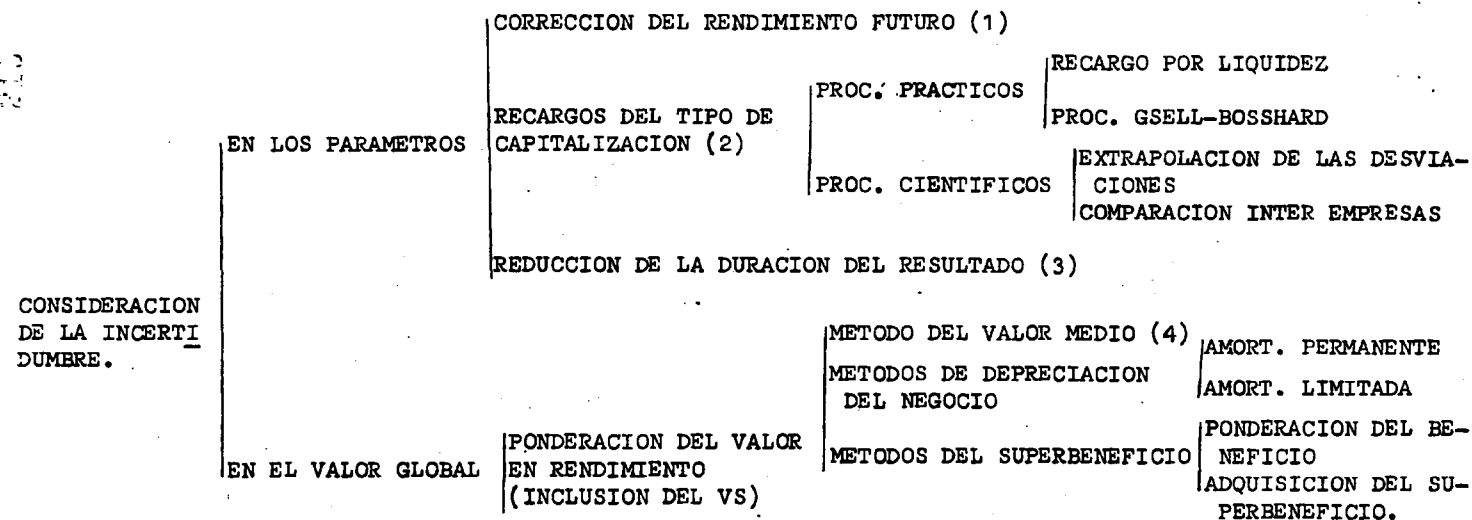 CORRECCION DEL RENDIMIENTO FUTURO (1)
RECARGO POR LIQUIDEZ
PROC. PRACTICOS
PROC. GSELL-BOSSHARD
RECARGOS DEL TIPO DE
CAPITALIZACION (2)
EN LOS PARAMETROS
EXTRAPOLACION DE LAS DESVIA-
CIONES
PROC. CIENTIFICOS
COMPARACION INTER EMPRESAS
REDUCCION DE LA DURACION DEL RESULTADO (3)
CONSIDERACION
DE LA INCERTI
DUMBRE.
METODO DEL VALOR MEDIO (4)
AMORT. PERMANENTE
METODOS DE DEPRECIACION
DEL NEGOCIO
AMORT. LIMITADA
PONDERACION DEL VALOR
EN EL VALOR GLOBAL
EN RENDIMIENTO
(INCLUSION DEL VS)
METODOS DEL SUPERBENEFICIO
PONDERACION DEL BE-
NEFICIO
ADQUISICION DEL SU-
PERBENEFICIO.